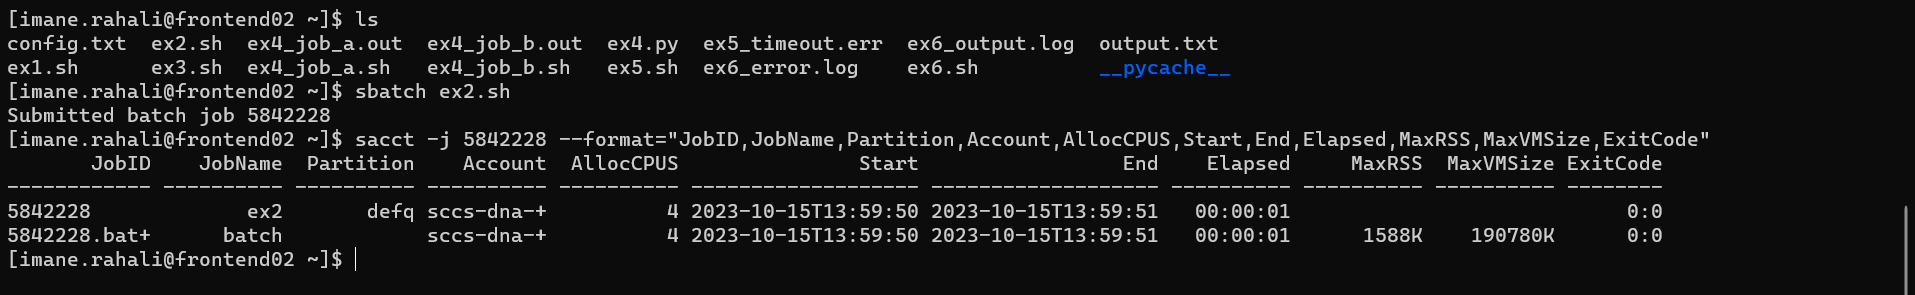 [imane.rahali@frontend02 ~]$ ls
config.txt  ex2.sh  ex4_job_a.out  ex4_job_b.out  ex4.py  ex5_timeout.err  ex6_output.log  output.txt
ex1.sh      ex3.sh  ex4_job_a.sh   ex4_job_b.sh   ex5.sh  ex6_error.log    ex6.sh          __pycache__
[imane.rahali@frontend02 ~]$ sbatch ex2.sh
Submitted batch job 5842228
[imane.rahali@frontend02 ~]$ sacct -j 5842228 --format="JobID,JobName,Partition,Account,AllocCPUS,Start,End,Elapsed,MaxRSS,MaxVMSize,ExitCode"
       JobID    JobName  Partition    Account  AllocCPUS               Start                 End    Elapsed     MaxRSS  MaxVMSize ExitCode
------------ ---------- ---------- ---------- ---------- ------------------- ------------------- ---------- ---------- ---------- --------
5842228             ex2       defq sccs-dna-+          4 2023-10-15T13:59:50 2023-10-15T13:59:51   00:00:01                            0:0
5842228.bat+      batch            sccs-dna-+          4 2023-10-15T13:59:50 2023-10-15T13:59:51   00:00:01      1588K    190780K      0:0
[imane.rahali@frontend02 ~]$